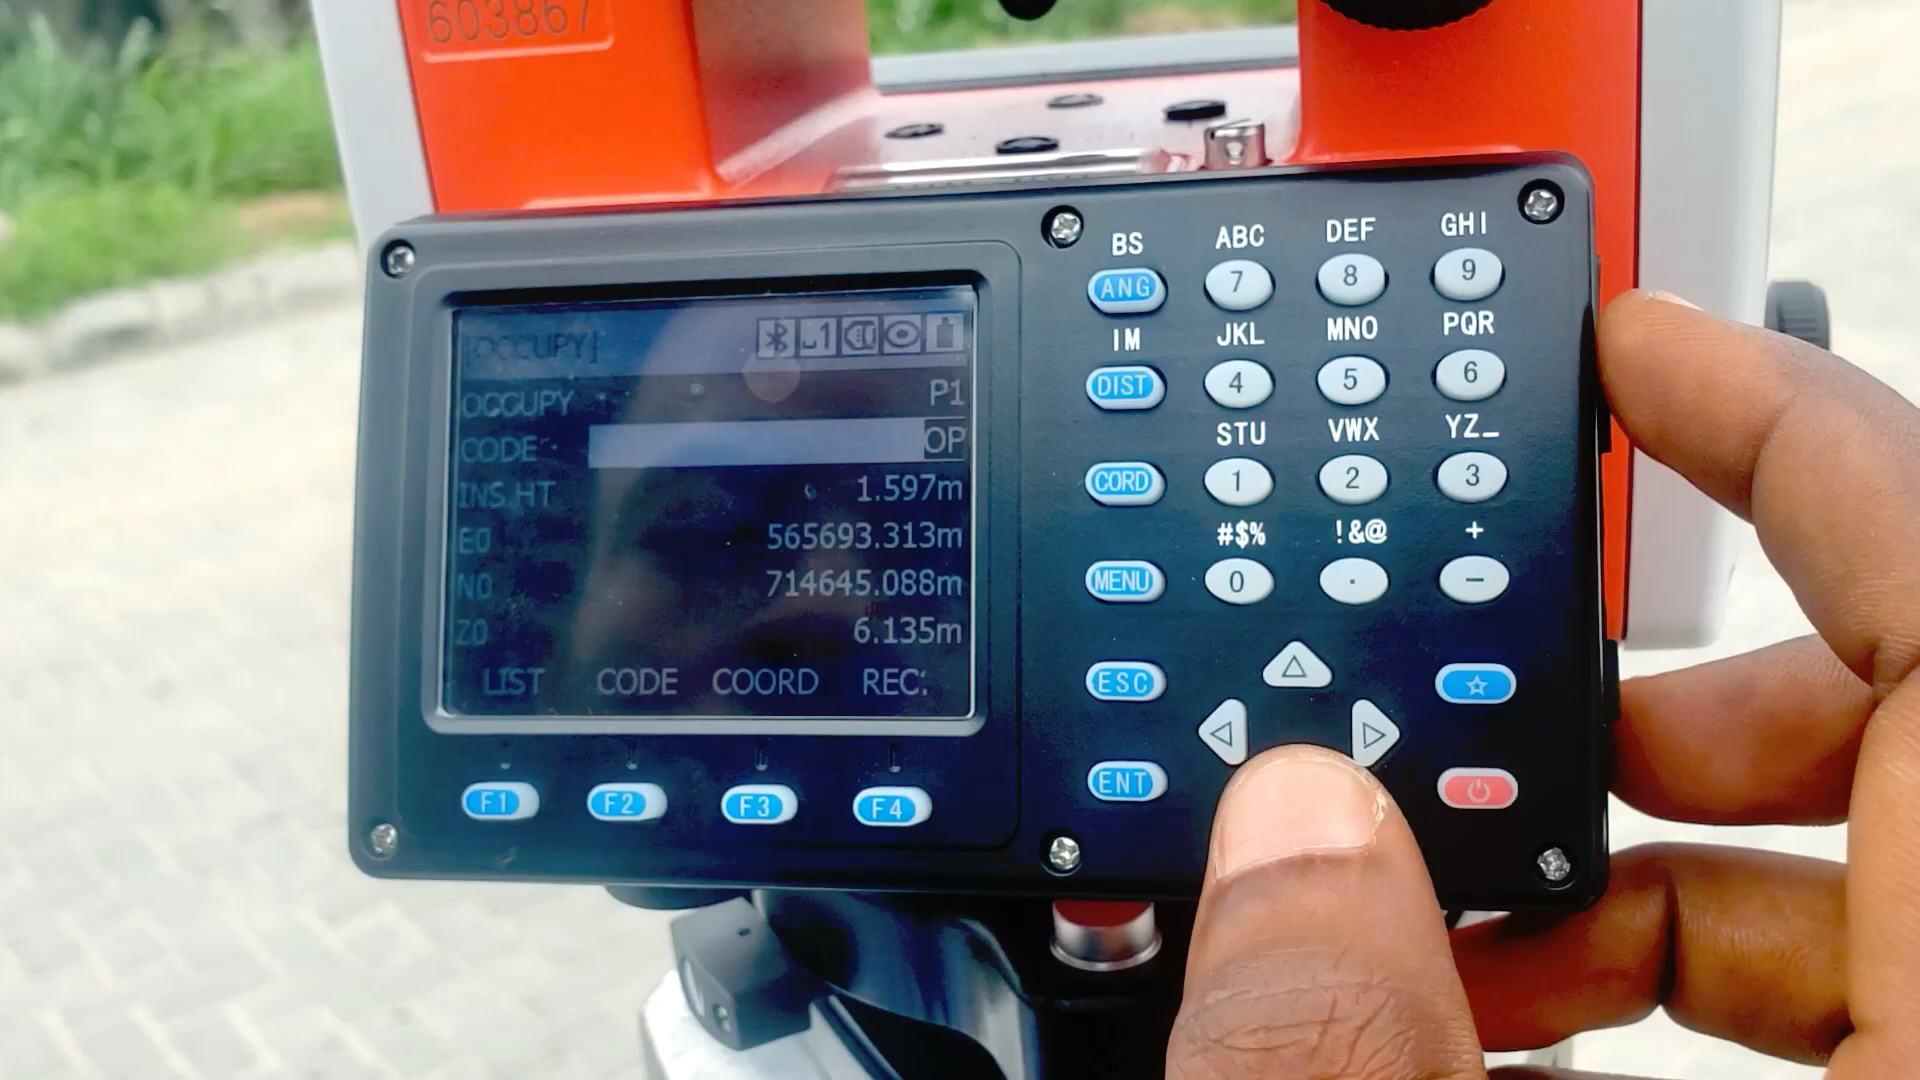 603867
[OCCUPY]
OCCUPY P1
CODE OP
INS.HT 1.597m
E0 565693.313m
N0 714645.088m
Z0 6.135m
LIST CODE COORD REC.
F1 F2 F3 F4
BS ABC DEF GHI
ANG 7 8 9
IM JKL MNO PQR
DIST 4 5 6
STU VWX YZ_
CORD 1 2 3
#$% !&@ +
MENU 0 . −
ESC
ENT